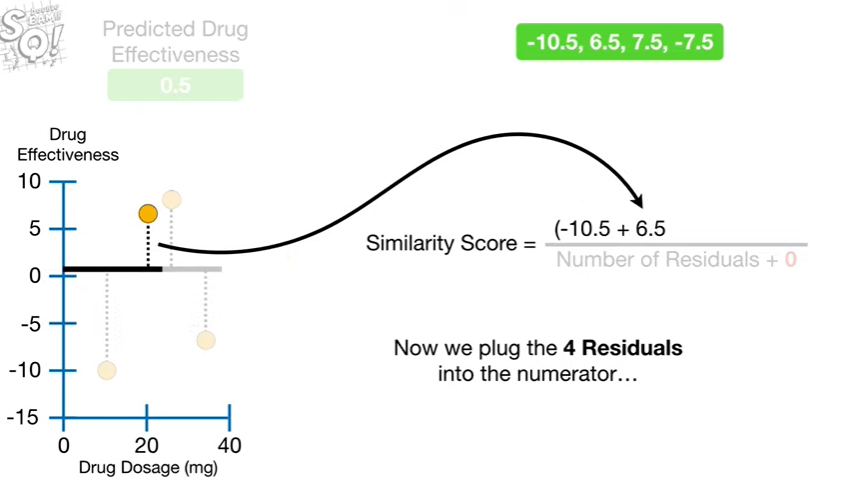 SQ!
Predicted Drug
Effectiveness
0.5
-10.5, 6.5, 7.5, -7.5
Drug
Effectiveness
10
5
0
-5
-10
-15
0
20
40
Drug Dosage (mg)
Similarity Score =
(-10.5 + 6.5
Number of Residuals + 0
Now we plug the 4 Residuals
into the numerator…